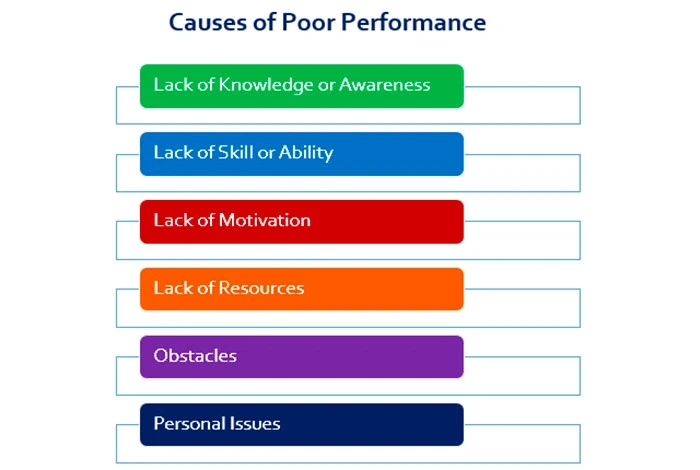 Causes of Poor Performance
Lack of Knowledge or Awareness
Lack of Skill or Ability
Lack of Motivation
Lack of Resources
Obstacles
Personal Issues